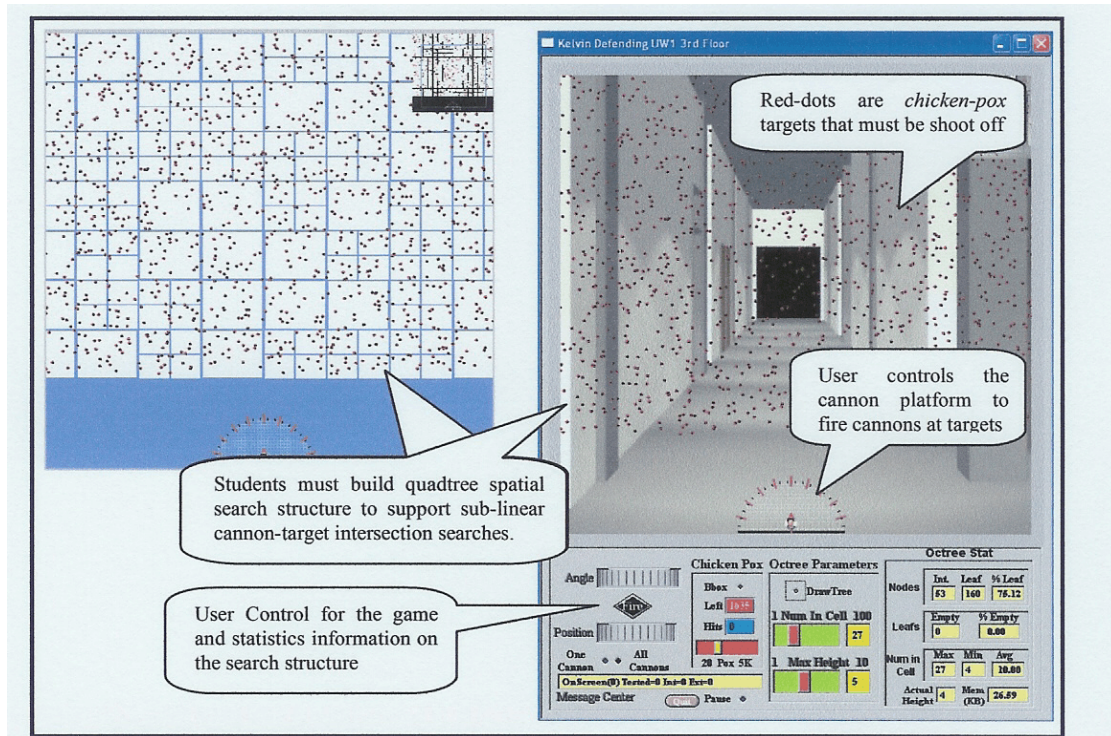 Kelvin Defending UW1 3rd Floor
Red-dots are chicken-pox
targets that must be shoot off
User controls the
cannon platform to
fire cannons at targets
Students must build quadtree spatial
search structure to support sub-linear
cannon-target intersection searches.
User Control for the game
and statistics information on
the search structure
Angle
Fire
Position
One
Cannon
All
Cannons
OnScreen(0) Tested=0 Int=0 Ext=0
Message Center
Quit
Pause
Chicken Pox
Bbox
Left 1635
Hits 0
20 Pox 5K
Octree Parameters
DrawTree
1 Num In Cell 100
27
1 Max Height 10
5
Octree Stat
Nodes
Int. Leaf % Leaf
53 160 75.12
Leafs
Empty % Empty
0 0.00
Num in
Cell
Max Min Avg
27 4 10.00
Actual
Height
4
Mem
(KB)
26.59